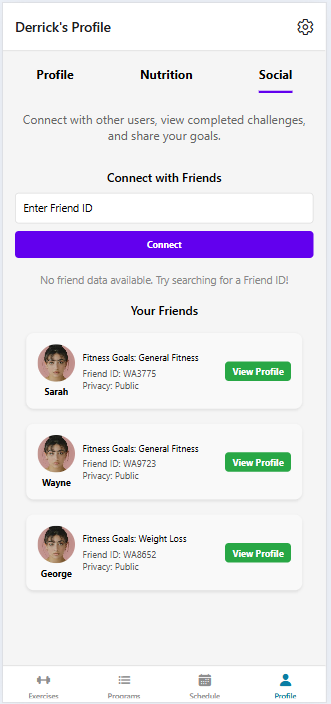 Derrick's Profile
Profile
Nutrition
Social
Connect with other users, view completed challenges,
and share your goals.
Connect with Friends
Enter Friend ID
Connect
No friend data available. Try searching for a Friend ID!
Your Friends
Fitness Goals: General Fitness
Friend ID: WA3775
Privacy: Public
Sarah
View Profile
Fitness Goals: General Fitness
Friend ID: WA9723
Privacy: Public
Wayne
View Profile
Fitness Goals: Weight Loss
Friend ID: WA8652
Privacy: Public
George
View Profile
Exercises
Programs
Schedule
Profile